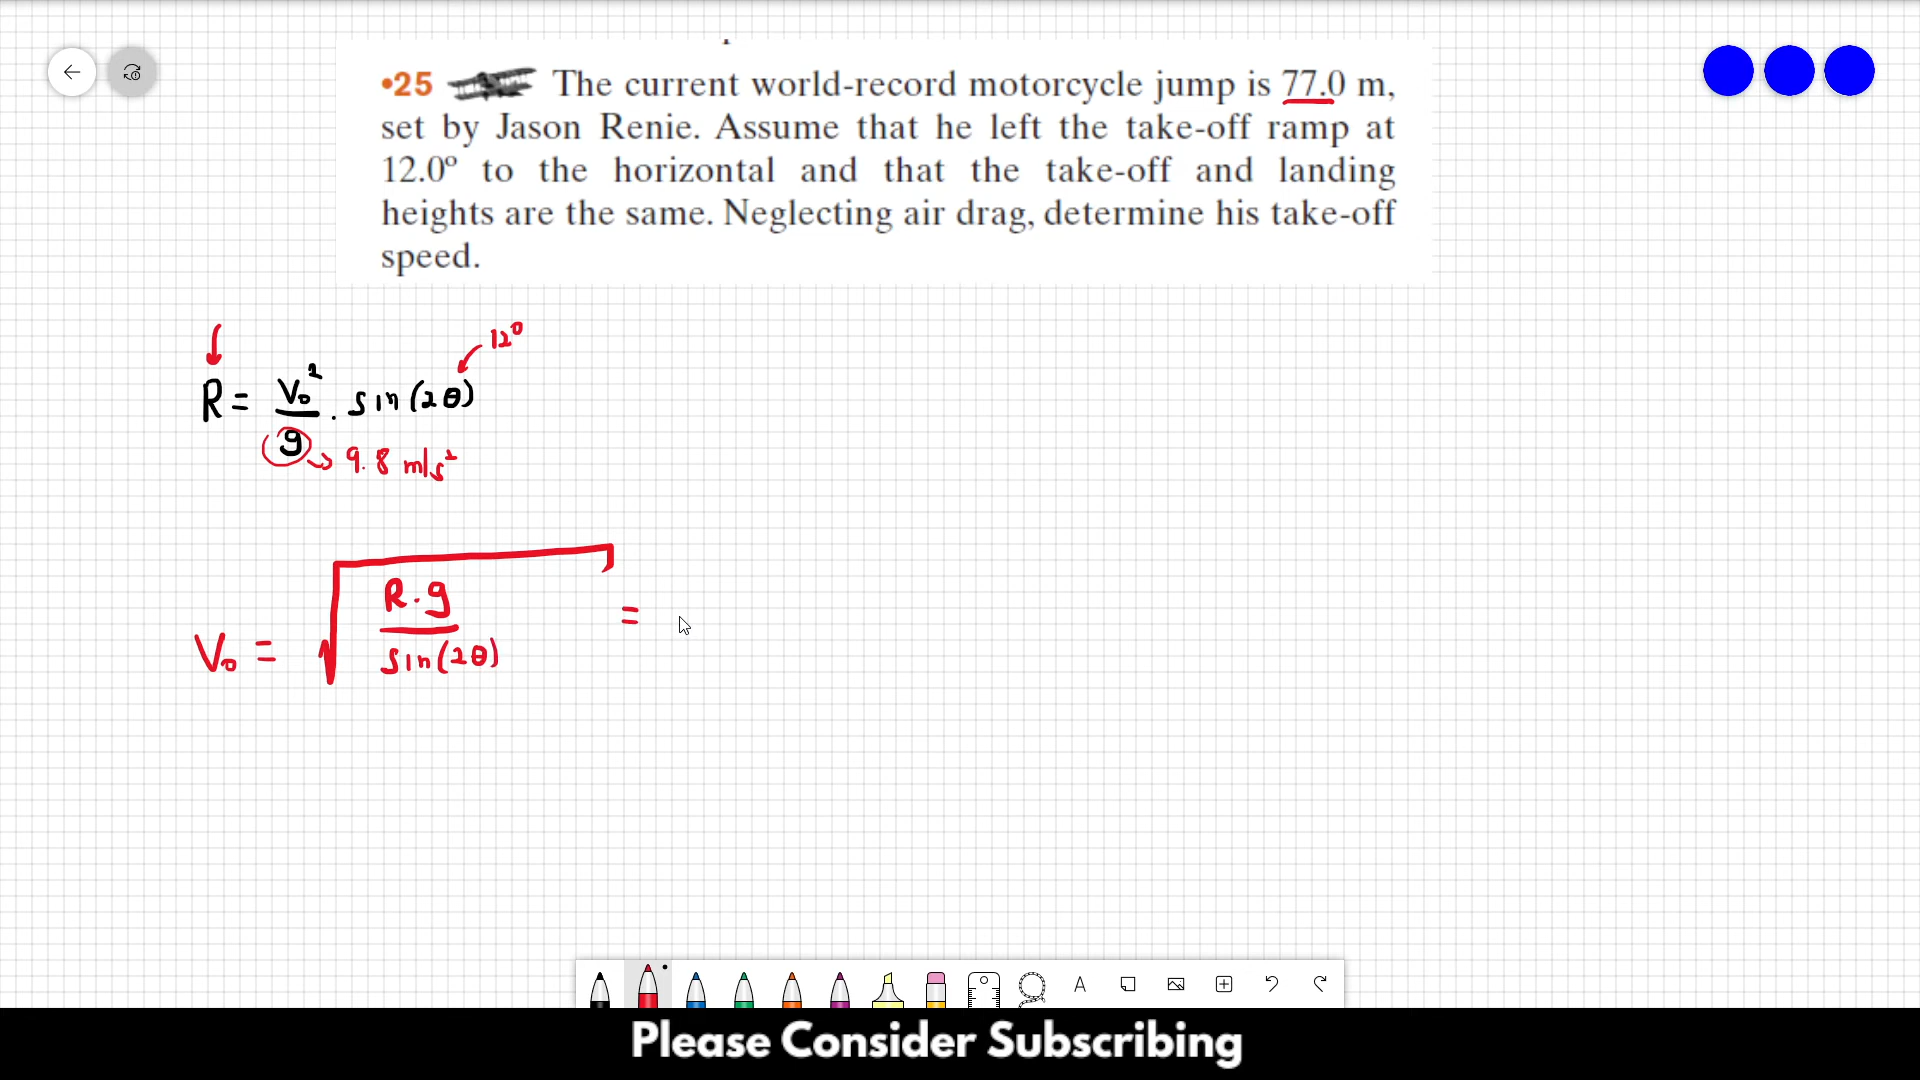 •25 The current world-record motorcycle jump is 77.0 m,
set by Jason Renie. Assume that he left the take-off ramp at
12.0° to the horizontal and that the take-off and landing
heights are the same. Neglecting air drag, determine his take-off
speed.
12°
R = V₀² / g . sin(2θ)
9.8 m/s²
V₀ = √(R.g / sin(2θ)) =
A
Please Consider Subscribing